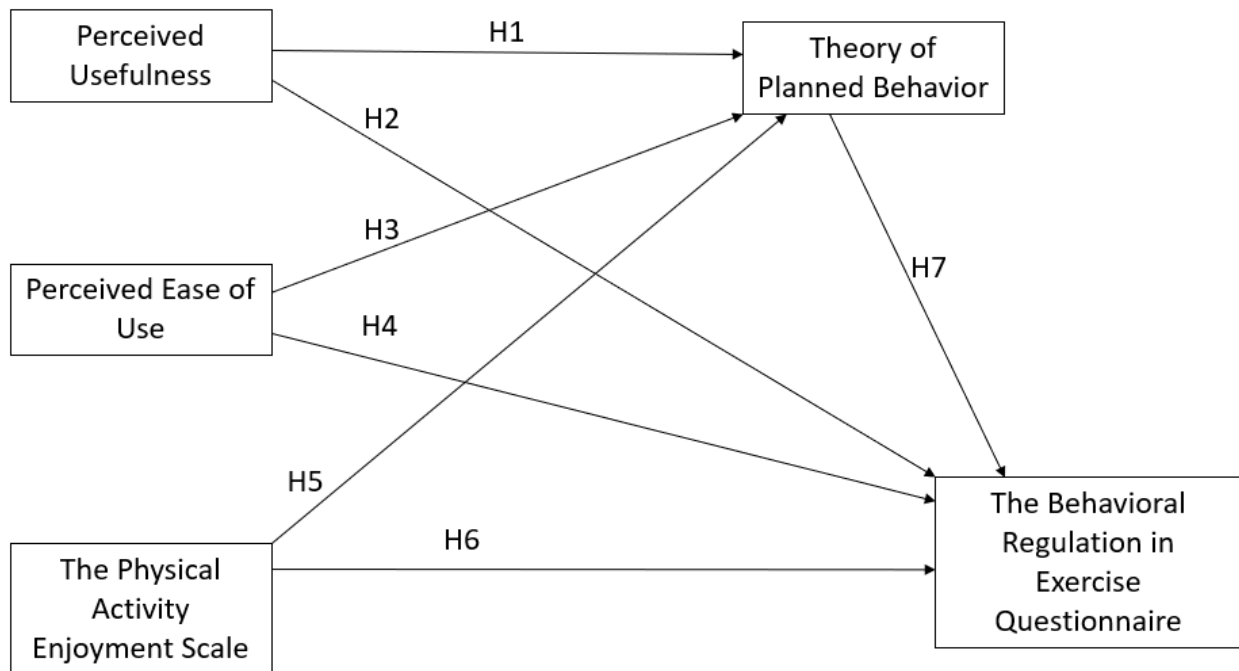 Perceived
Usefulness
H1
Theory of
Planned Behavior
H2
H3
Perceived Ease of
Use
H4
H7
H5
H6
The Physical
Activity
Enjoyment Scale
The Behavioral
Regulation in
Exercise
Questionnaire